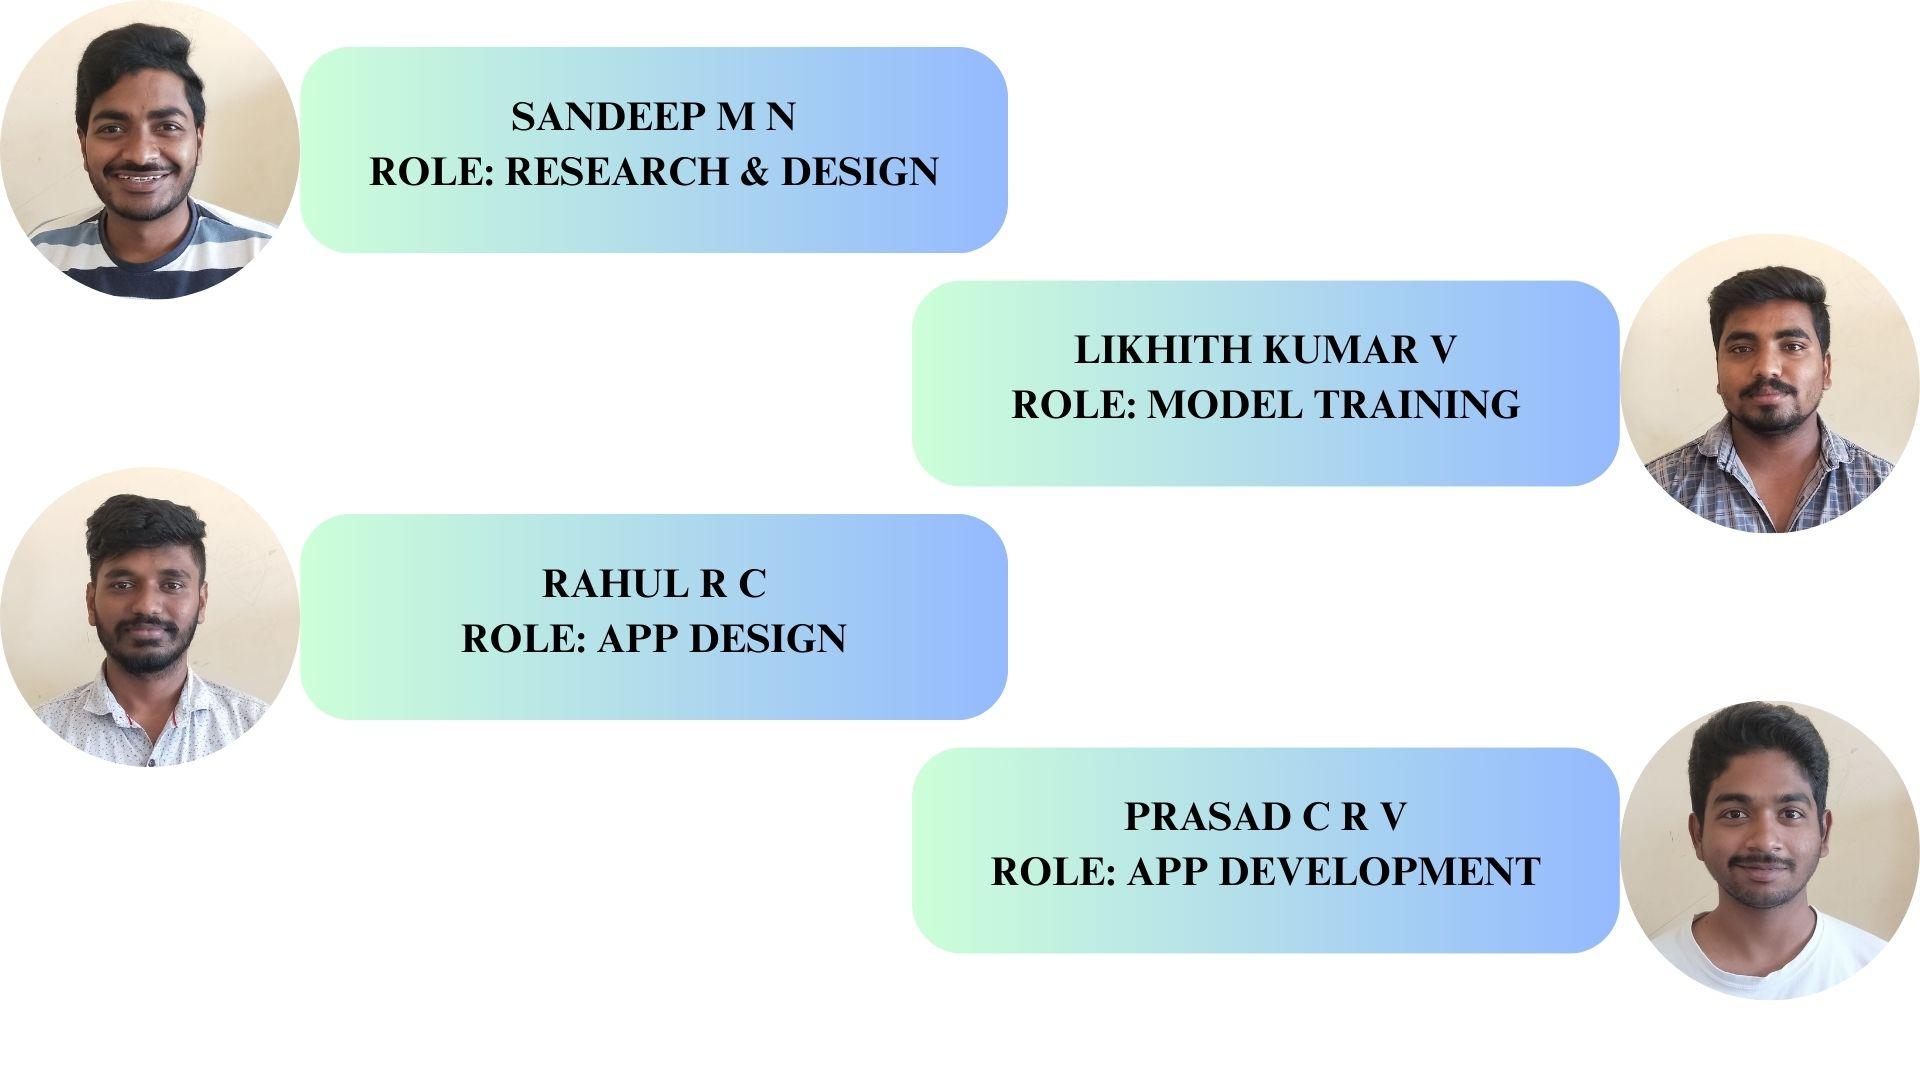 SANDEEP M N
ROLE: RESEARCH & DESIGN
LIKHITH KUMAR V
ROLE: MODEL TRAINING
RAHUL R C
ROLE: APP DESIGN
PRASAD C R V
ROLE: APP DEVELOPMENT